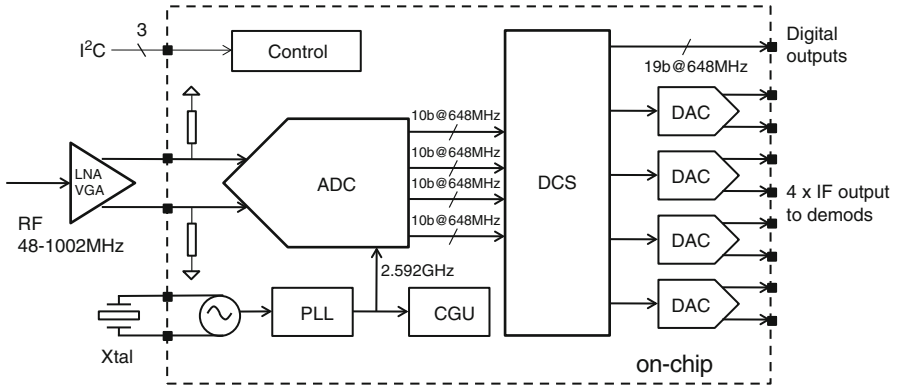 I²C
3
Control
Digital
outputs
19b@648MHz
LNA
VGA
RF
48-1002MHz
ADC
10b@648MHz
10b@648MHz
10b@648MHz
10b@648MHz
DCS
DAC
DAC
DAC
DAC
4 x IF output
to demods
2.592GHz
Xtal
PLL
CGU
on-chip